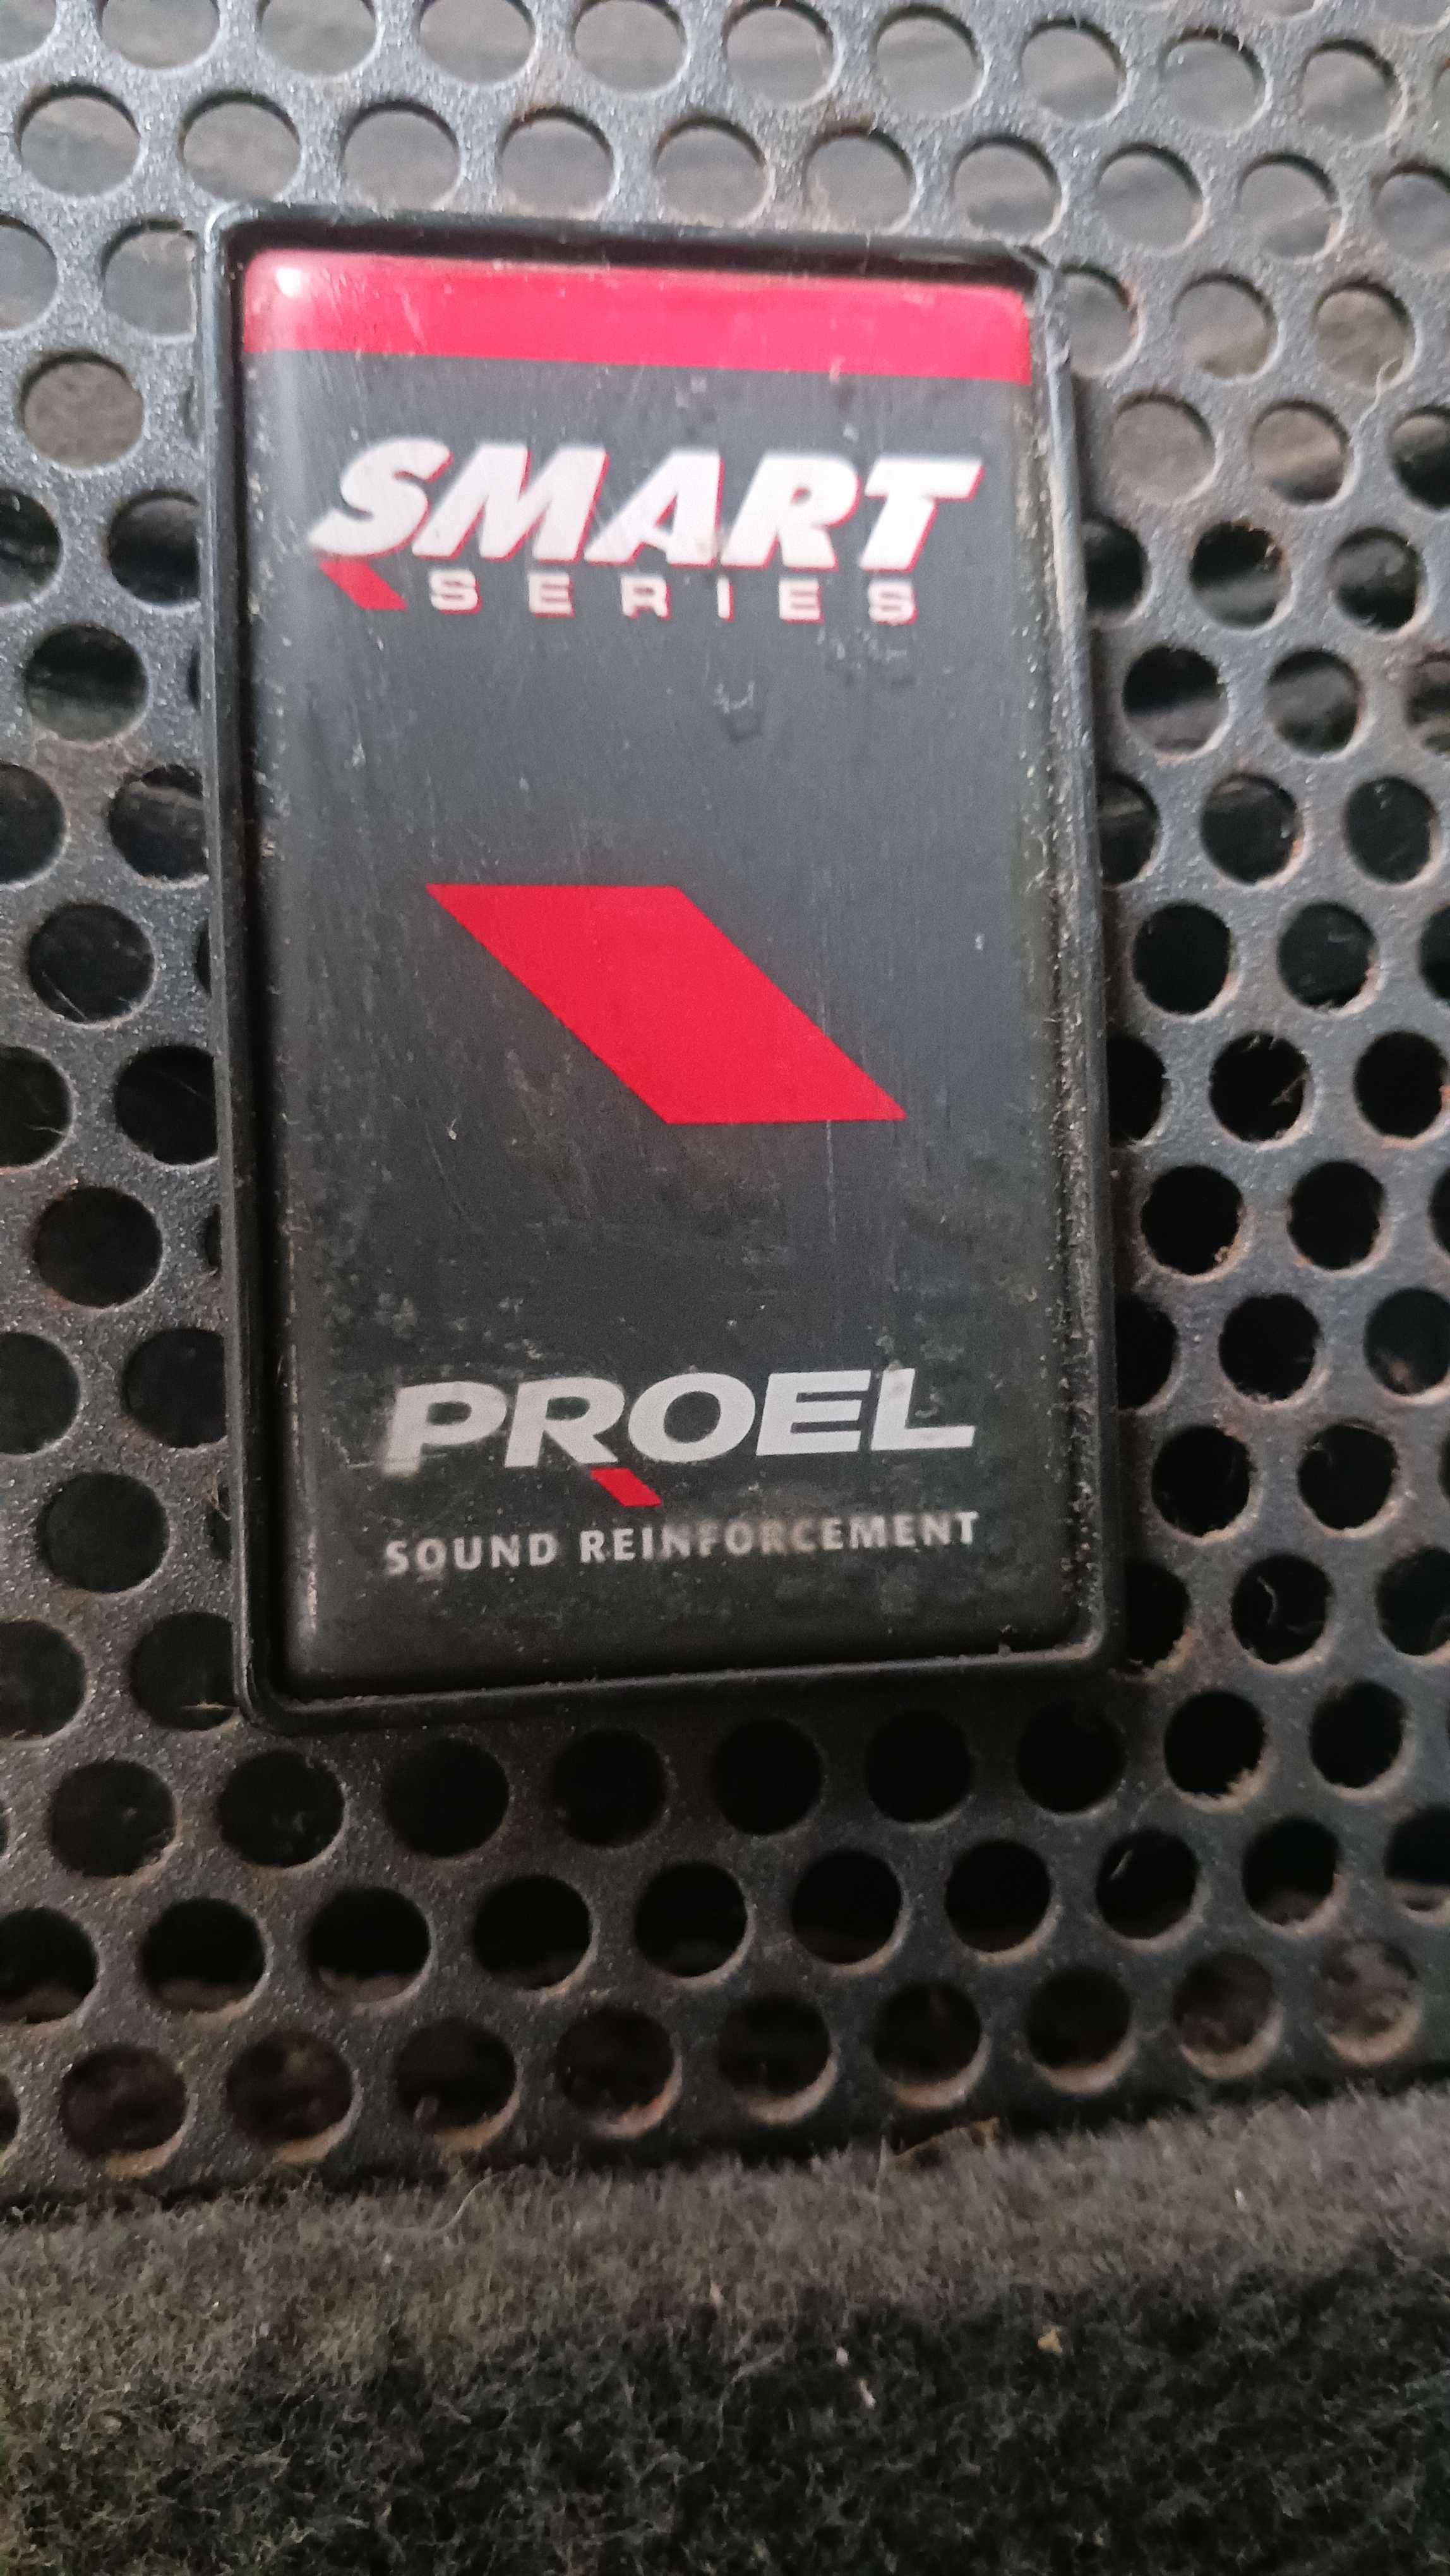 SMART
SERIES
PROEL
SOUND REINFORCEMENT